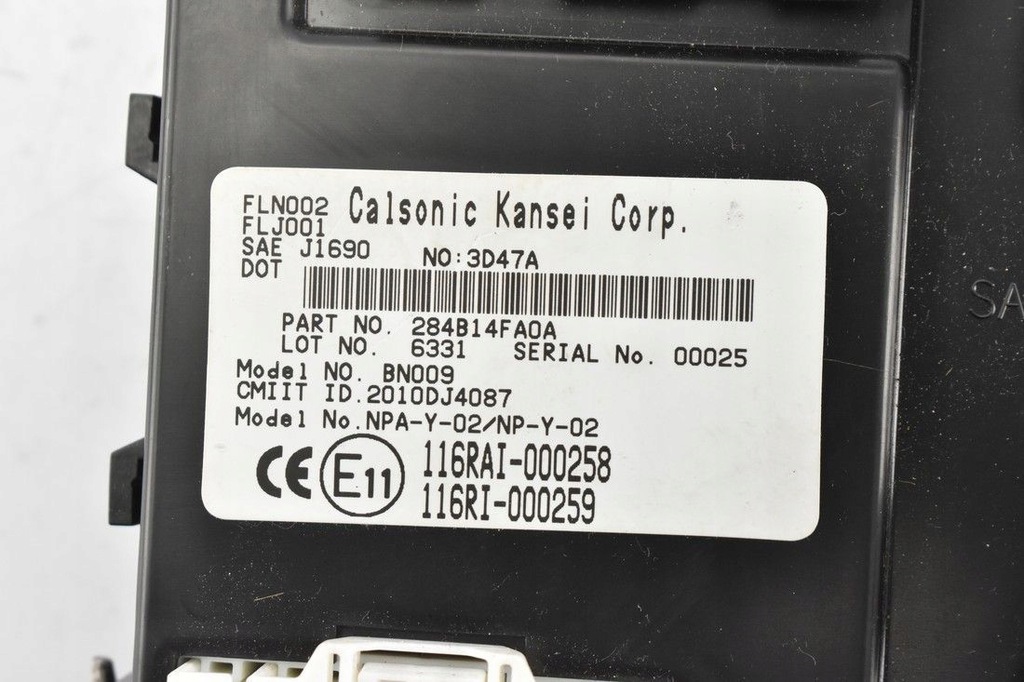 FLN002 Calsonic Kansei Corp.
FLJ001
SAE J1690 NO:3D47A
DOT
PART NO. 284B14FA0A
LOT NO. 6331 SERIAL No. 00025
Model NO. BN009
CMIIT ID.2010DJ4087
Model No.NPA-Y-02/NP-Y-02
CE E11 116RAI-000258
116RI-000259
SA